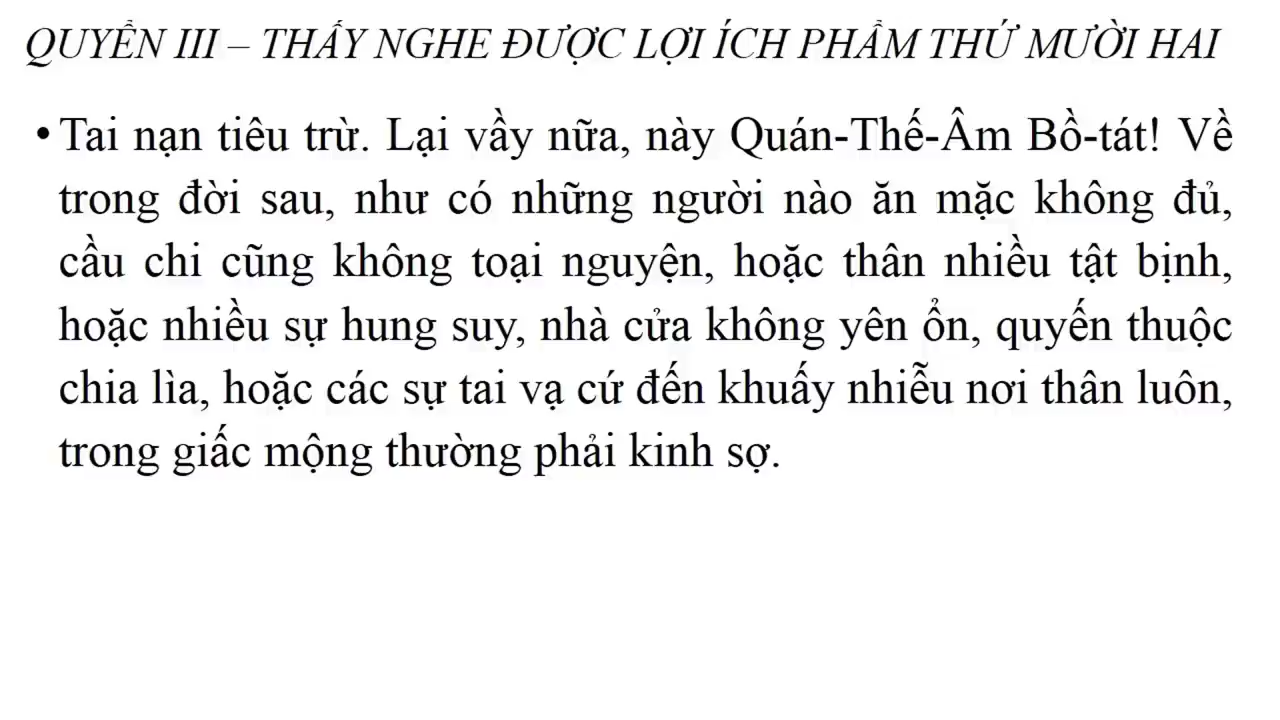 QUYỂN III – THẤY NGHE ĐƯỢC LỢI ÍCH PHẨM THỨ MƯỜI HAI
• Tai nạn tiêu trừ. Lại vầy nữa, này Quán-Thế-Âm Bồ-tát! Về
trong đời sau, như có những người nào ăn mặc không đủ,
cầu chi cũng không toại nguyện, hoặc thân nhiều tật bịnh,
hoặc nhiều sự hung suy, nhà cửa không yên ổn, quyến thuộc
chia lìa, hoặc các sự tai vạ cứ đến khuấy nhiễu nơi thân luôn,
trong giấc mộng thường phải kinh sợ.